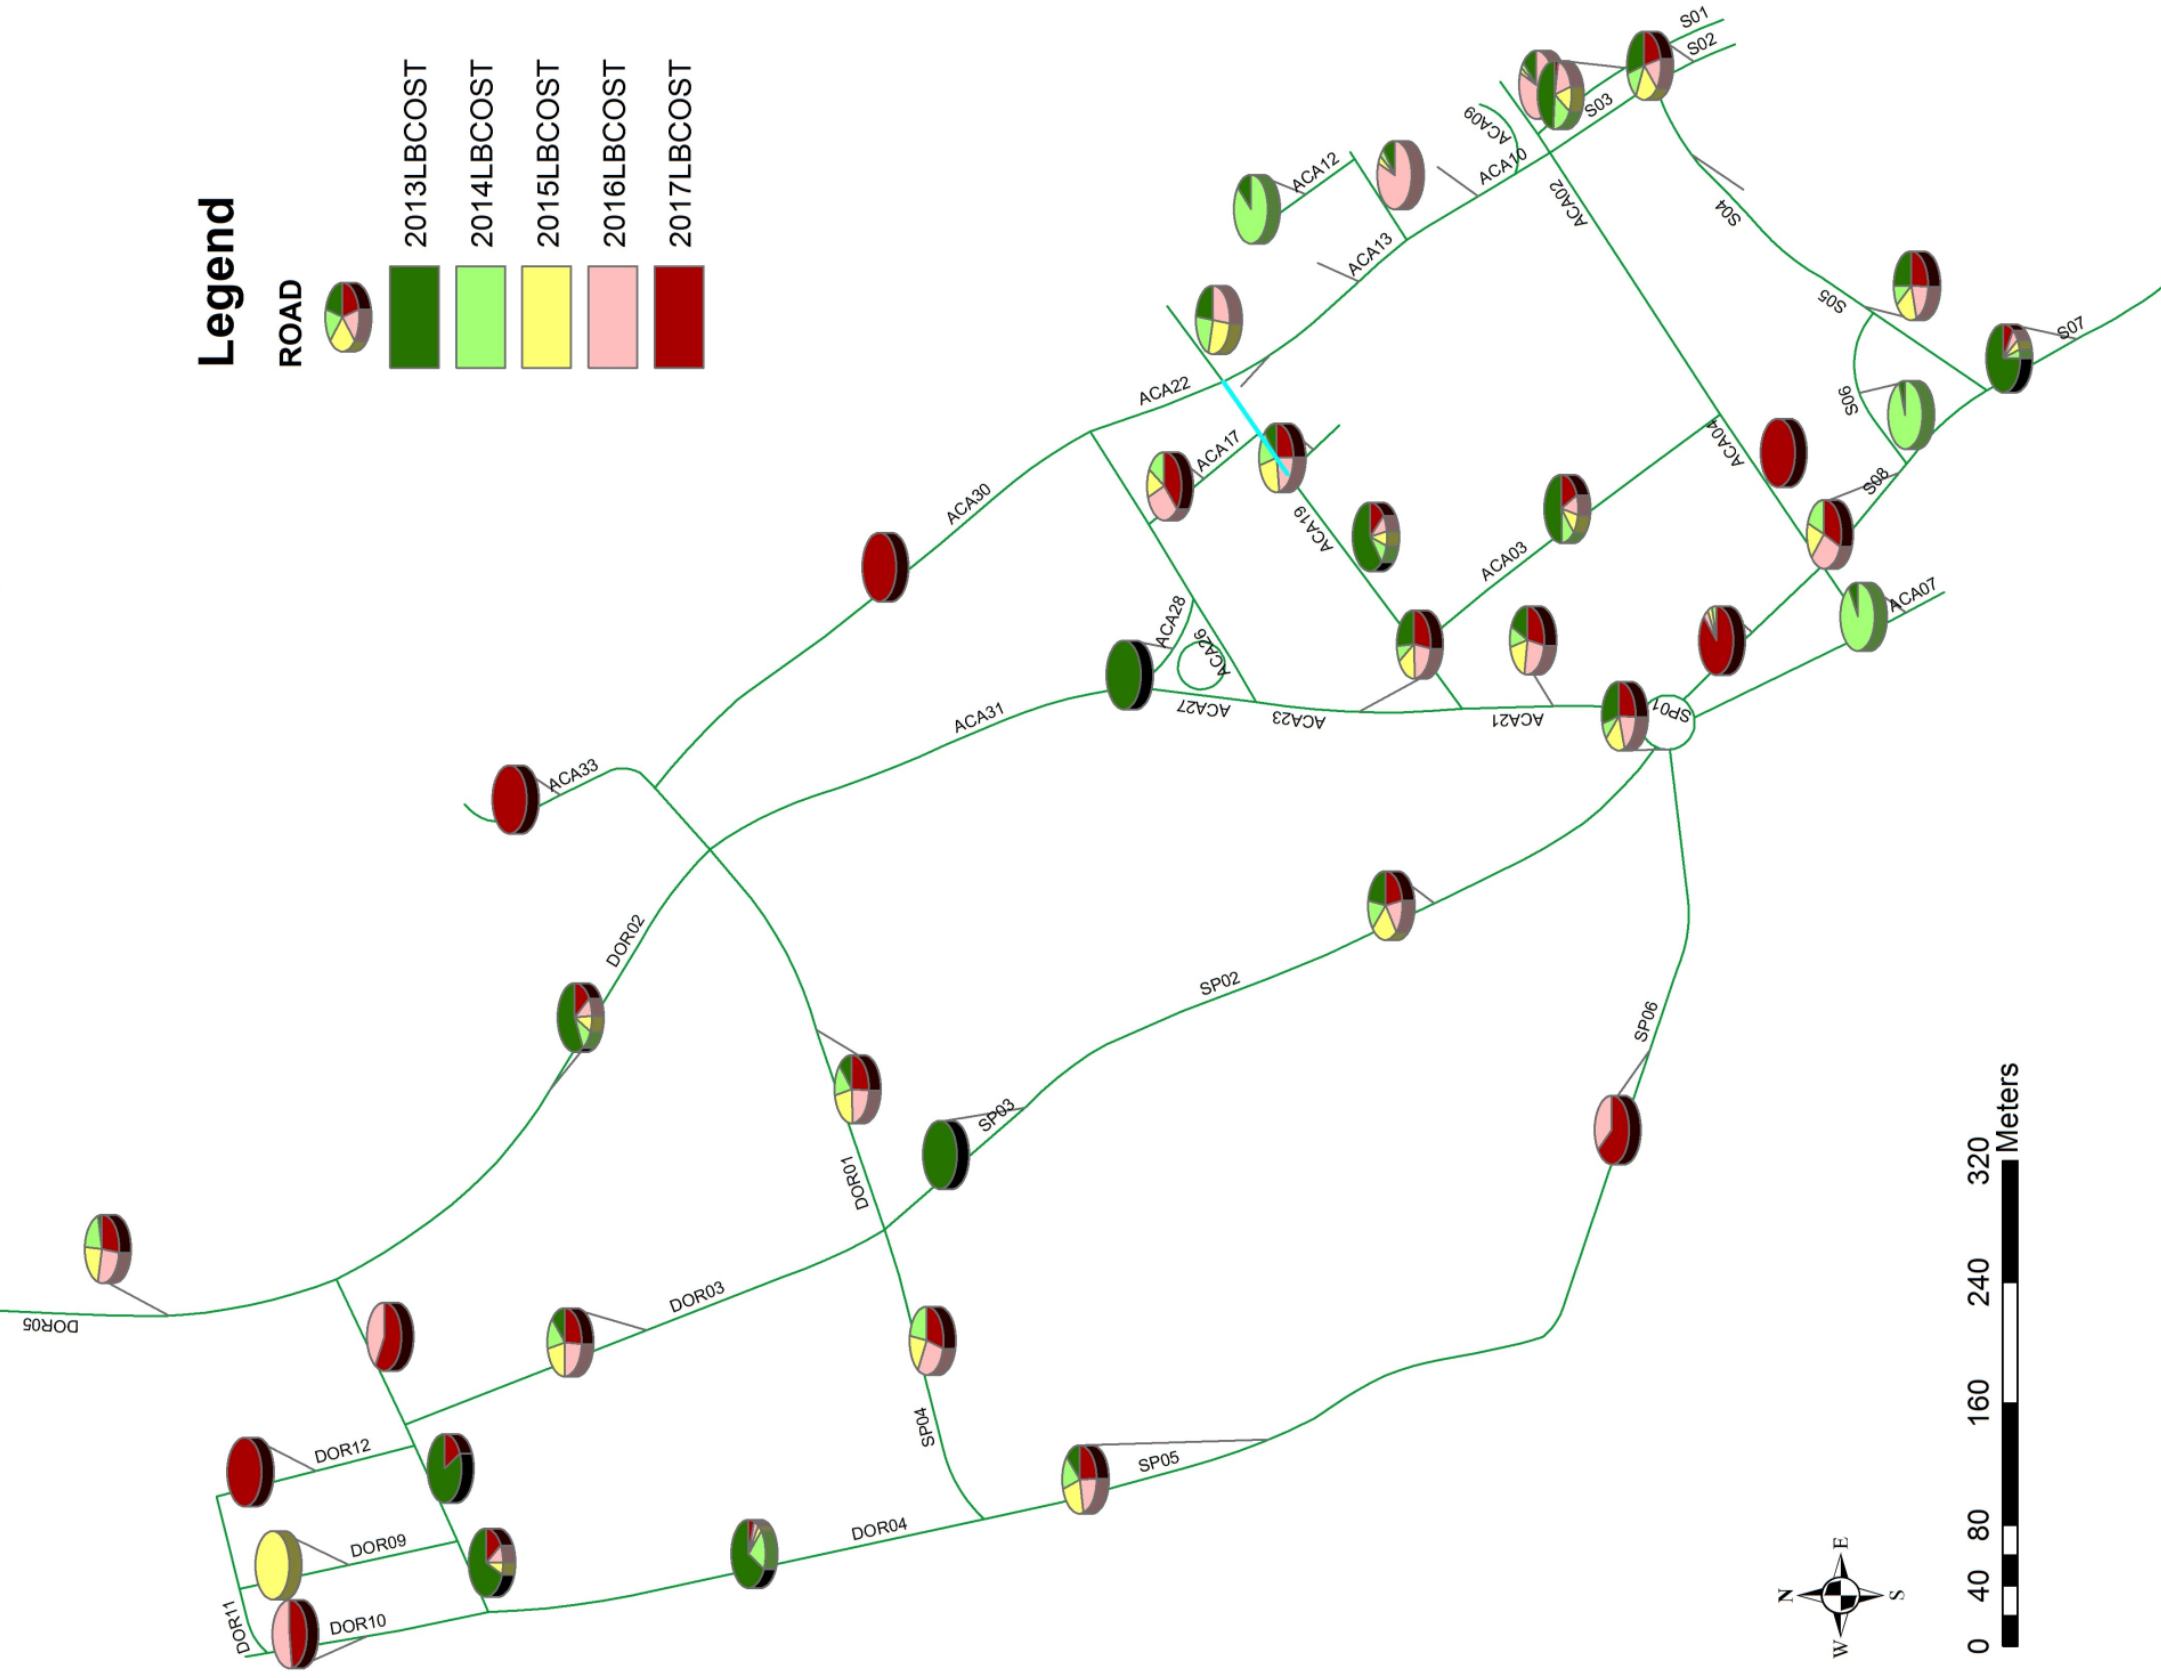 Legend
ROAD
2013LBCOST
2014LBCOST
2015LBCOST
2016LBCOST
2017LBCOST
S01
S02
S03
ACA09
ACA10
ACA12
ACA02
ACA13
S04
S05
S07
S06
ACA22
ACA17
ACA04
S08
ACA30
ACA19
ACA03
ACA28
ACA26
ACA07
ACA27
ACA23
ACA21
SP01
ACA31
ACA33
DOR02
SP02
SP06
SP03
DOR01
DOR03
DOR05
SP04
SP05
DOR12
DOR04
DOR09
DOR10
DOR11
N
E
S
W
0 40 80 160 240 320
Meters